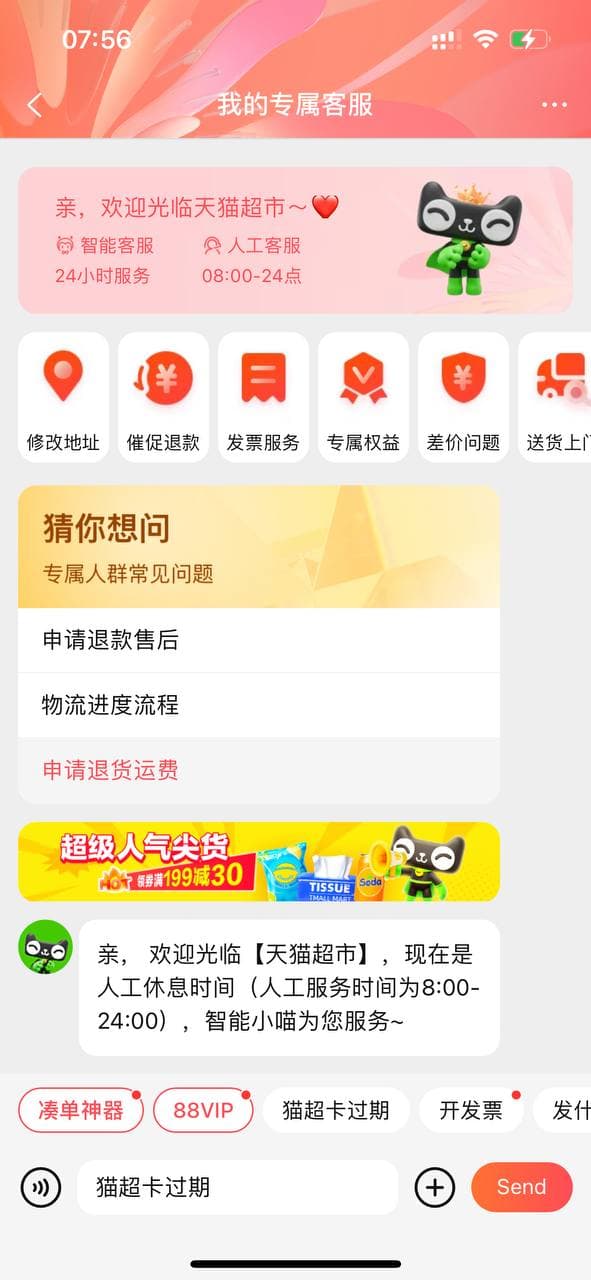 07:56
我的专属客服
亲，欢迎光临天猫超市～❤️
智能客服
人工客服
24小时服务
08:00-24点
修改地址
催促退款
发票服务
专属权益
差价问题
送货上门
猜你想问
专属人群常见问题
申请退款售后
物流进度流程
申请退货运费
超级人气尖货
HOT 领券满199减30
TISSUE
TMALL MART
Soda
亲， 欢迎光临【天猫超市】，现在是
人工休息时间（人工服务时间为8:00-
24:00），智能小喵为您服务~
凑单神器
88VIP
猫超卡过期
开发票
发什
猫超卡过期
Send